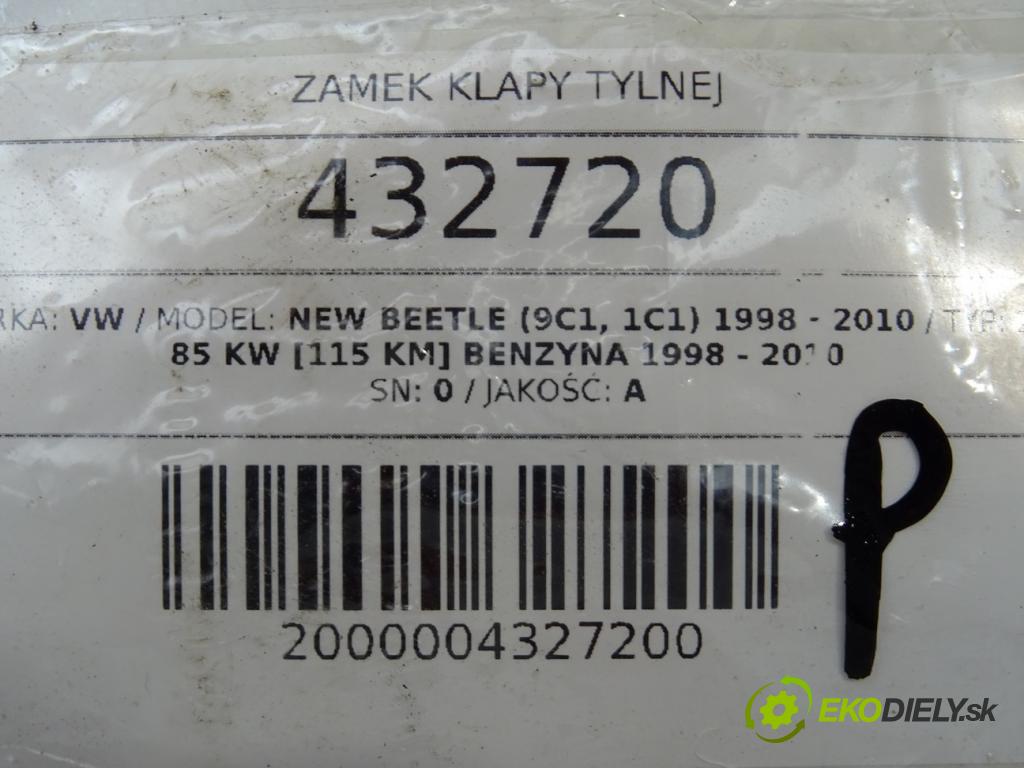 ZAMEK KLAPY TYLNEJ
432720
RKA: VW / MODEL: NEW BEETLE (9C1, 1C1) 1998 - 2010 / TYP:
85 KW [115 KM] BENZYNA 1998 - 2010
SN: 0 / JAKOŚĆ: A
P
2000004327200
EKODIELY.sk